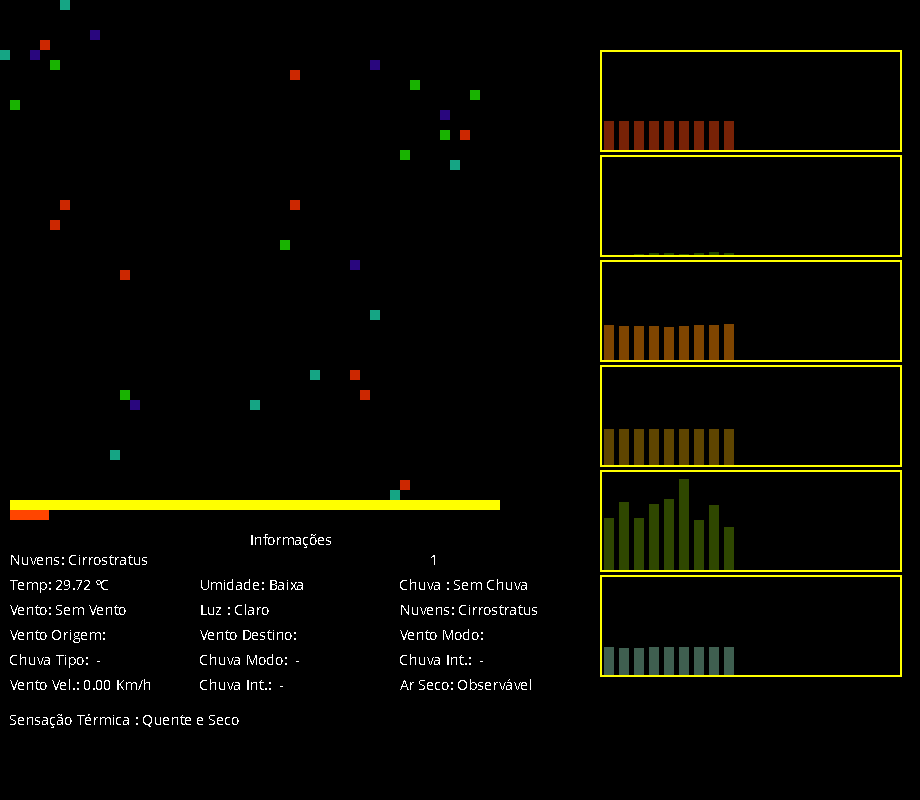 Informações
Nuvens: Cirrostratus 1
Temp: 29.72 ºC Umidade: Baixa Chuva : Sem Chuva
Vento: Sem Vento Luz : Claro Nuvens: Cirrostratus
Vento Origem: Vento Destino: Vento Modo:
Chuva Tipo: - Chuva Modo: - Chuva Int.: -
Vento Vel.: 0.00 Km/h Chuva Int.: - Ar Seco: Observável
Sensação Térmica : Quente e Seco